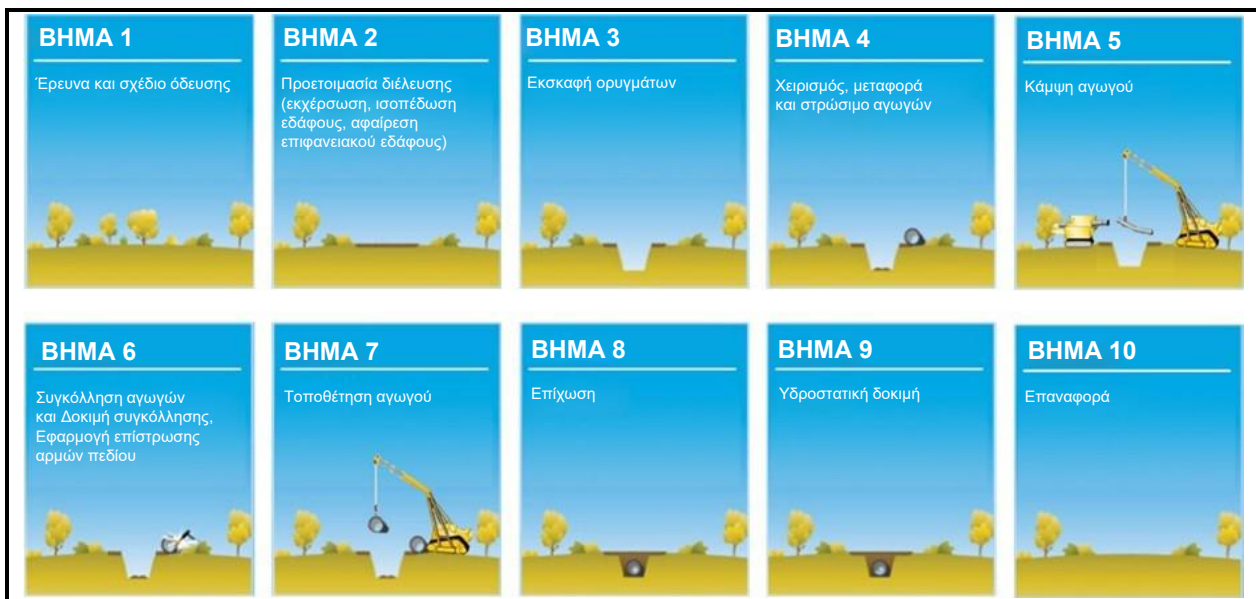 ΒΗΜΑ 1
Έρευνα και σχέδιο όδευσης
ΒΗΜΑ 2
Προετοιμασία διέλευσης
(εκχέρσωση, ισοπέδωση
εδάφους, αφαίρεση
επιφανειακού εδάφους)
ΒΗΜΑ 3
Εκσκαφή ορυγμάτων
ΒΗΜΑ 4
Χειρισμός, μεταφορά
και στρώσιμο αγωγών
ΒΗΜΑ 5
Κάμψη αγωγού
ΒΗΜΑ 6
Συγκόλληση αγωγών
και Δοκιμή συγκόλλησης,
Εφαρμογή επίστρωσης
αρμών πεδίου
ΒΗΜΑ 7
Τοποθέτηση αγωγού
ΒΗΜΑ 8
Επίχωση
ΒΗΜΑ 9
Υδροστατική δοκιμή
ΒΗΜΑ 10
Επαναφορά